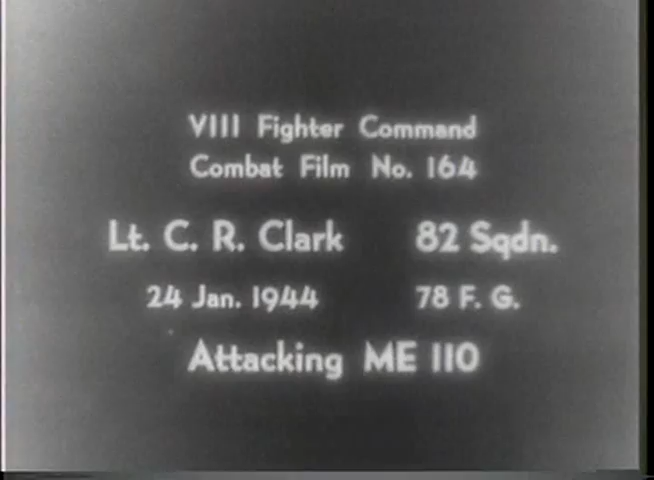 VIII Fighter Command
Combat Film No. 164
Lt. C. R. Clark 82 Sqdn.
24 Jan. 1944 78 F. G.
Attacking ME 110